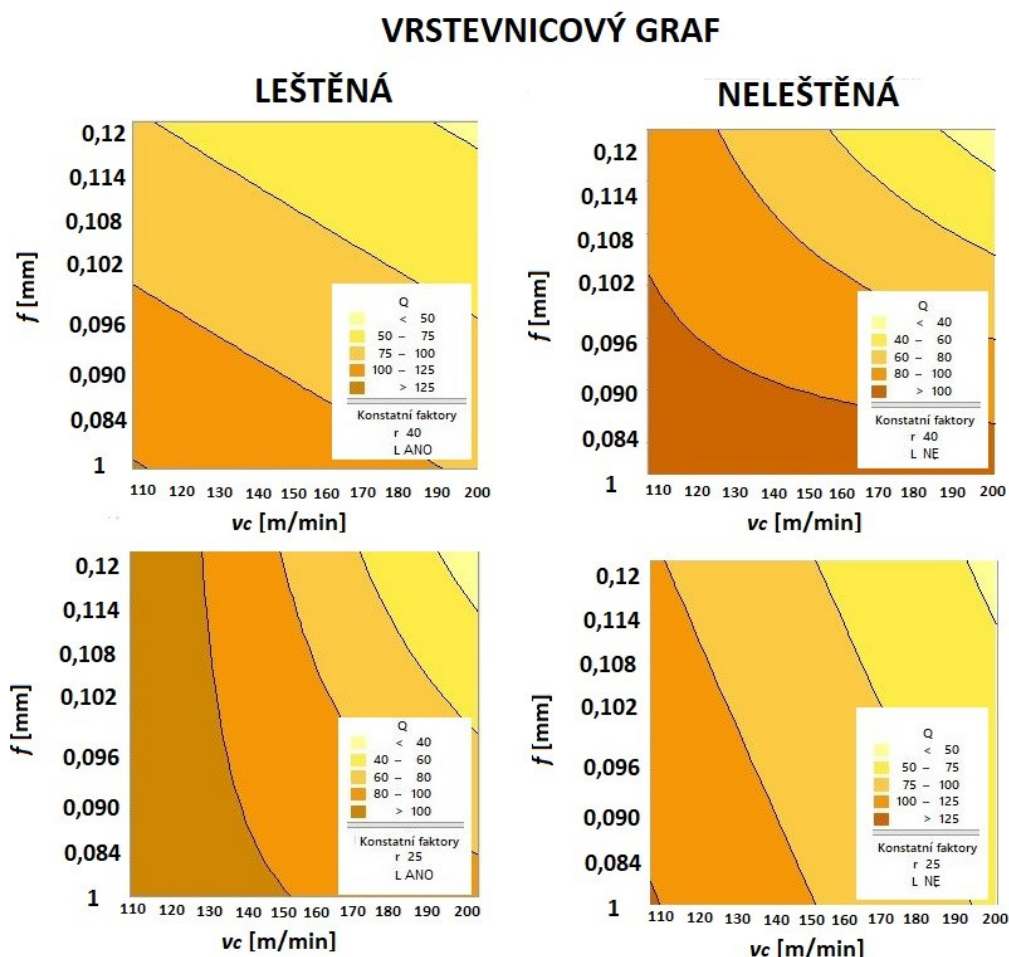 VRSTEVNICOVÝ GRAF
LEŠTĚNÁ
0,12
0,114
0,108
0,102
0,096
0,090
0,084
1
f [mm]
Q
< 50
50 – 75
75 – 100
100 – 125
> 125
Konstatní faktory
r 40
L ANO
110 120 130 140 150 160 170 180 190 200
vc [m/min]
NELEŠTĚNÁ
0,12
0,114
0,108
0,102
0,096
0,090
0,084
1
f [mm]
Q
< 40
40 – 60
60 – 80
80 – 100
> 100
Konstatní faktory
r 40
L NE
110 120 130 140 150 160 170 180 190 200
vc [m/min]
0,12
0,114
0,108
0,102
0,096
0,090
0,084
1
f [mm]
Q
< 40
40 – 60
60 – 80
80 – 100
> 100
Konstatní faktory
r 25
L ANO
110 120 130 140 150 160 170 180 190 200
vc [m/min]
0,12
0,114
0,108
0,102
0,096
0,090
0,084
1
f [mm]
Q
< 50
50 – 75
75 – 100
100 – 125
> 125
Konstatní faktory
r 25
L NE
110 120 130 140 150 160 170 180 190 200
vc [m/min]